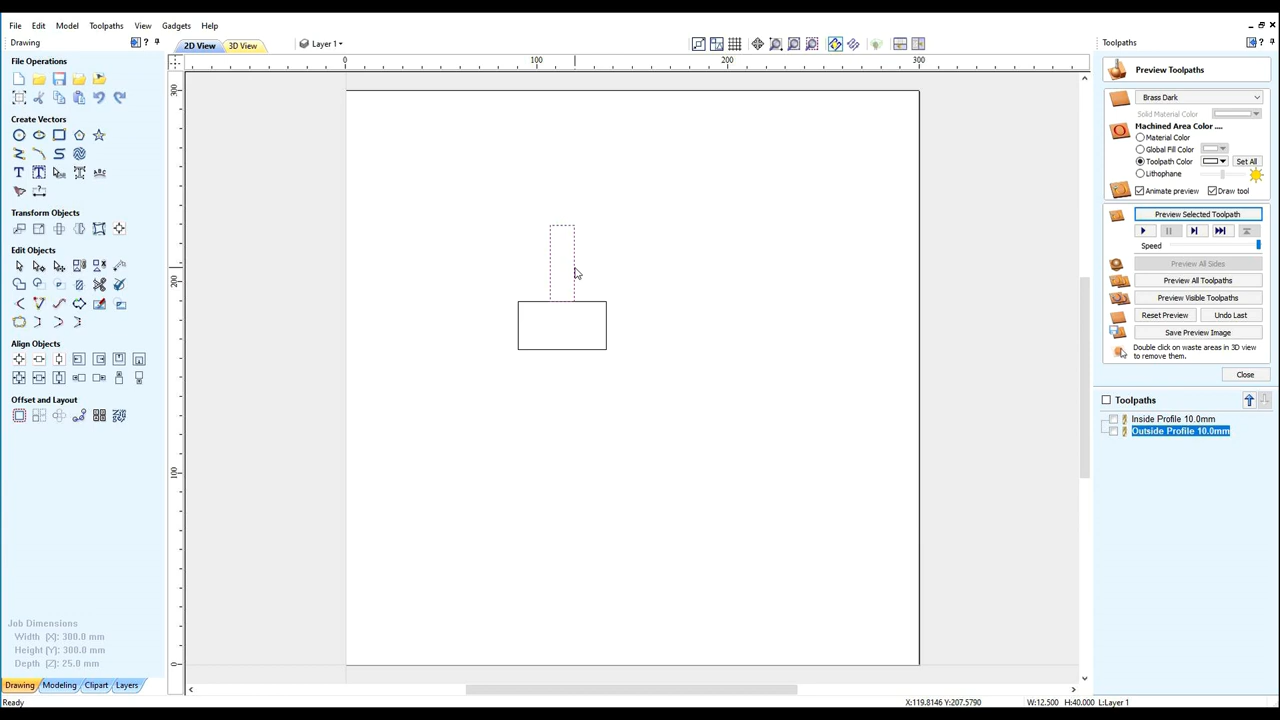 File Edit Model Toolpaths View Gadgets Help
Drawing
2D View 3D View Layer 1
Toolpaths
File Operations
Create Vectors
Transform Objects
Edit Objects
Align Objects
Offset and Layout
Job Dimensions
Width [X]: 300.0 mm
Height [Y]: 300.0 mm
Depth [Z]: 25.0 mm
Drawing Modeling Clipart Layers
Ready
0 100 200 300
300
200
100
0
Preview Toolpaths
Brass Dark
Solid Material Color
Machined Area Color ....
Material Color
Global Fill Color
Toolpath Color Set All
Lithophane
Animate preview Draw tool
Preview Selected Toolpath
Speed
Preview All Sides
Preview All Toolpaths
Preview Visible Toolpaths
Reset Preview Undo Last
Save Preview Image
Double click on waste areas in 3D view
to remove them.
Close
Toolpaths
Inside Profile 10.0mm
Outside Profile 10.0mm
X:119.8146 Y:207.5790 W:12.500 H:40.000 L:Layer 1